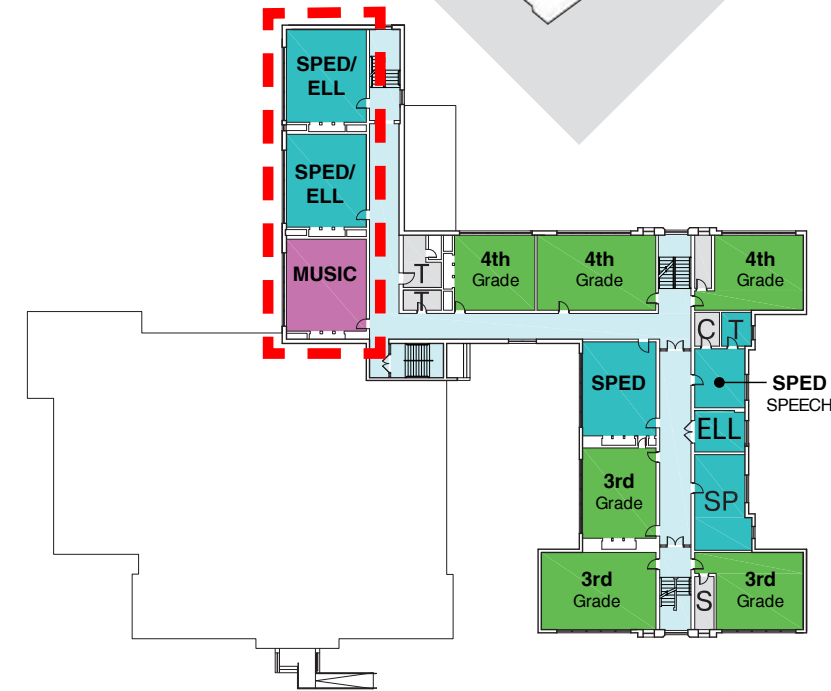 SPED/
ELL
SPED/
ELL
MUSIC
T
T
4th
Grade
4th
Grade
4th
Grade
C
T
SPED
SPED
SPEECH
ELL
SP
3rd
Grade
3rd
Grade
S
3rd
Grade